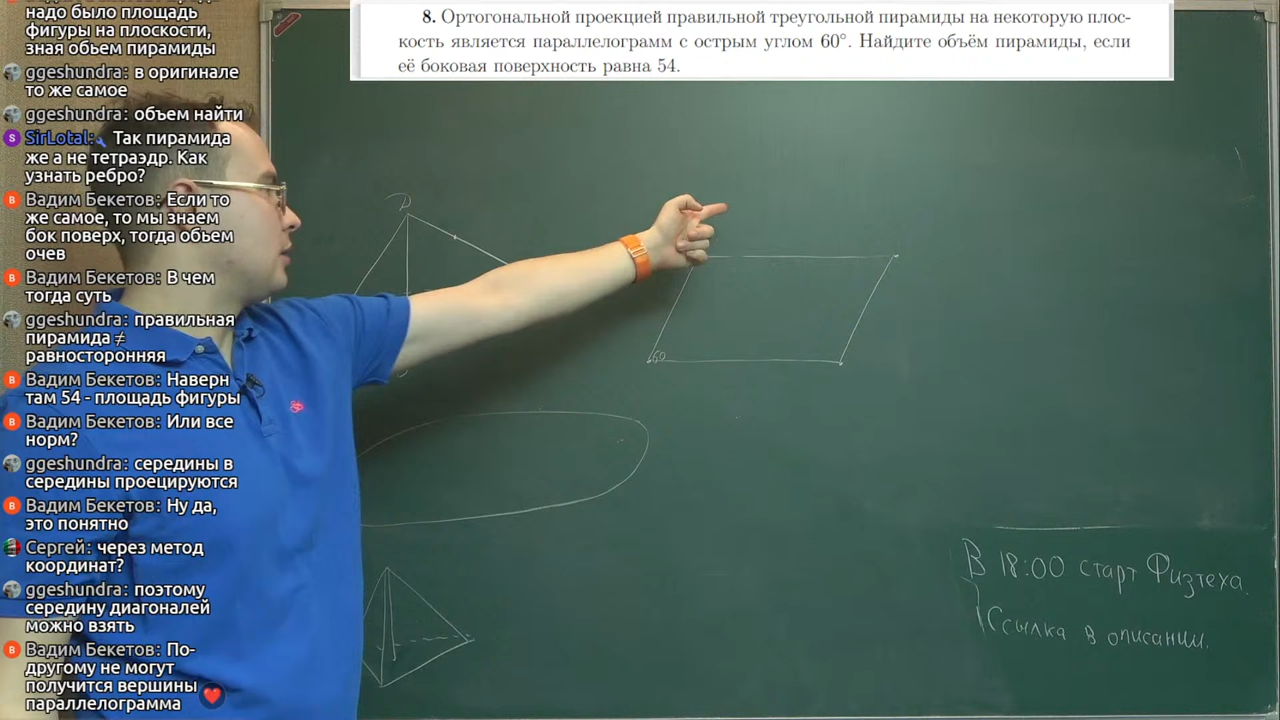 надо было площадь
фигуры на плоскости,
зная обьем пирамиды
ggeshundra: в оригинале
то же самое
ggeshundra: объем найти
SirLotal: Так пирамида
же а не тетраэдр. Как
узнать ребро?
Вадим Бекетов: Если то
же самое, то мы знаем
бок поверх, тогда обьем
очев
Вадим Бекетов: В чем
тогда суть
ggeshundra: правильная
пирамида ≠
равносторонняя
Вадим Бекетов: Наверн
там 54 - площадь фигуры
Вадим Бекетов: Или все
норм?
ggeshundra: середины в
середины проецируются
Вадим Бекетов: Ну да,
это понятно
Сергей: через метод
координат?
ggeshundra: поэтому
середину диагоналей
можно взять
Вадим Бекетов: По-
другому не могут
получится вершины
параллелограмма
8. Ортогональной проекцией правильной треугольной пирамиды на некоторую плос-
кость является параллелограмм с острым углом 60°. Найдите объём пирамиды, если
её боковая поверхность равна 54.
D
60
В 18:00 старт Физтеха.
Ссылка в описании.